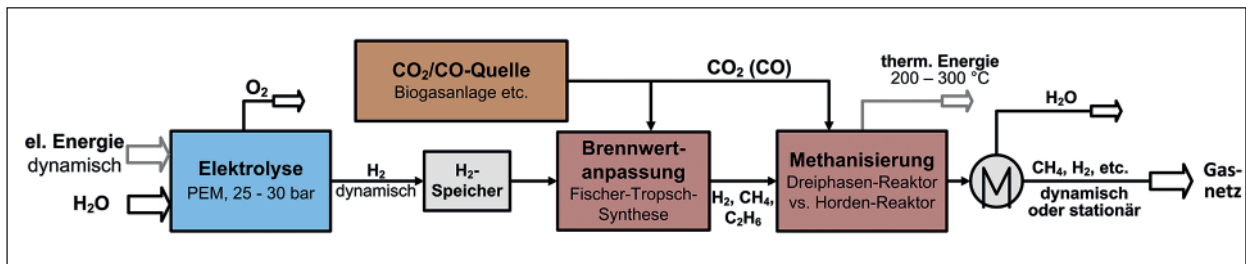 el. Energie
dynamisch
H₂O
O₂
Elektrolyse
PEM, 25 - 30 bar
H₂
dynamisch
H₂-
Speicher
CO₂/CO-Quelle
Biogasanlage etc.
CO₂ (CO)
Brennwert-
anpassung
Fischer-Tropsch-
Synthese
H₂, CH₄,
C₂H₆
Methanisierung
Dreiphasen-Reaktor
vs. Horden-Reaktor
therm. Energie
200 – 300 °C
H₂O
CH₄, H₂, etc.
dynamisch
oder stationär
Gas-
netz